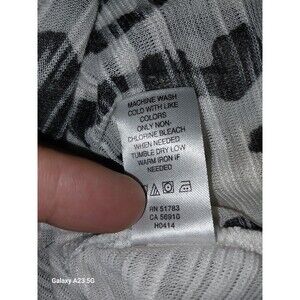 MACHINE WASH
COLD WITH LIKE
COLORS
ONLY NON-
CHLORINE BLEACH
WHEN NEEDED
TUMBLE DRY LOW
WARM IRON IF
NEEDED
RN 51783
CA 56910
H0414
Galaxy A23 5G